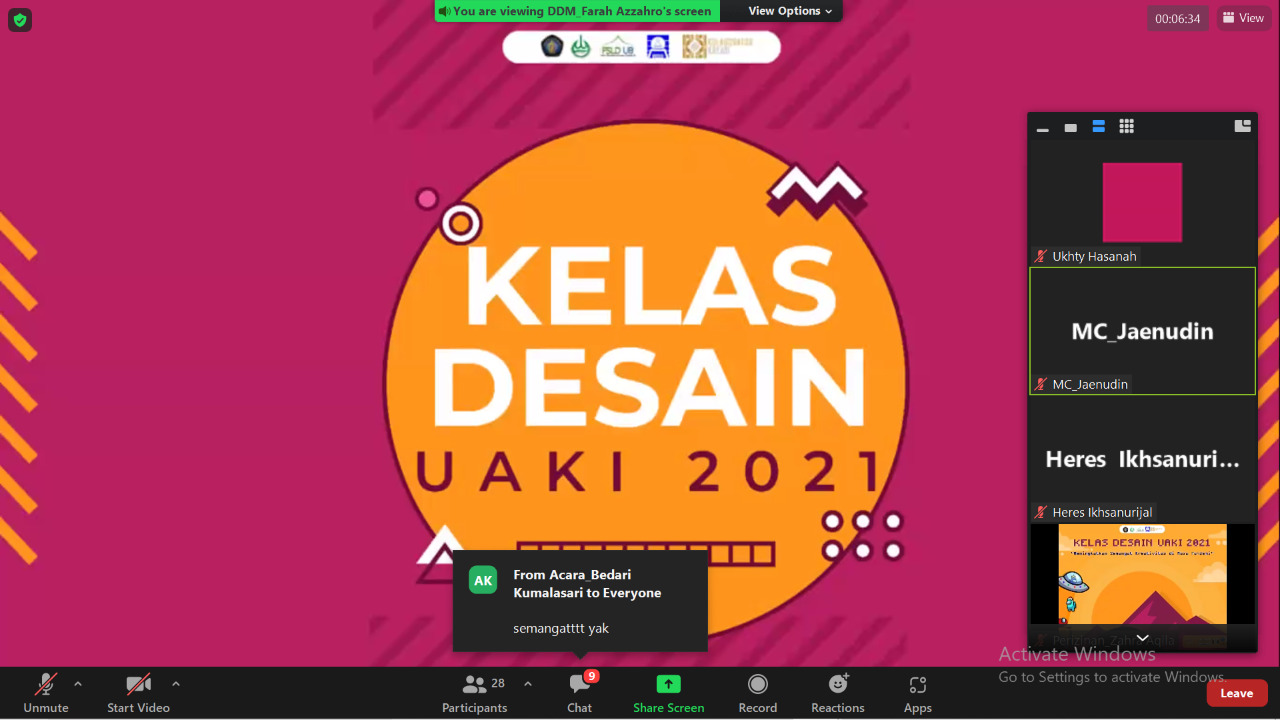 You are viewing DDM_Farah Azzahro's screen
View Options
00:06:34
View
PSLD UB
KELAS
DESAIN
UAKI 2021
Ukhty Hasanah
MC_Jaenudin
MC_Jaenudin
Heres Ikhsanuri...
Heres Ikhsanurijal
KELAS DESAIN UAKI 2021
AK
From Acara_Bedari
Kumalasari to Everyone
semangatttt yak
Activate Windows
Go to Settings to activate Windows.
Unmute
Start Video
28
Participants
9
Chat
Share Screen
Record
Reactions
Apps
Leave